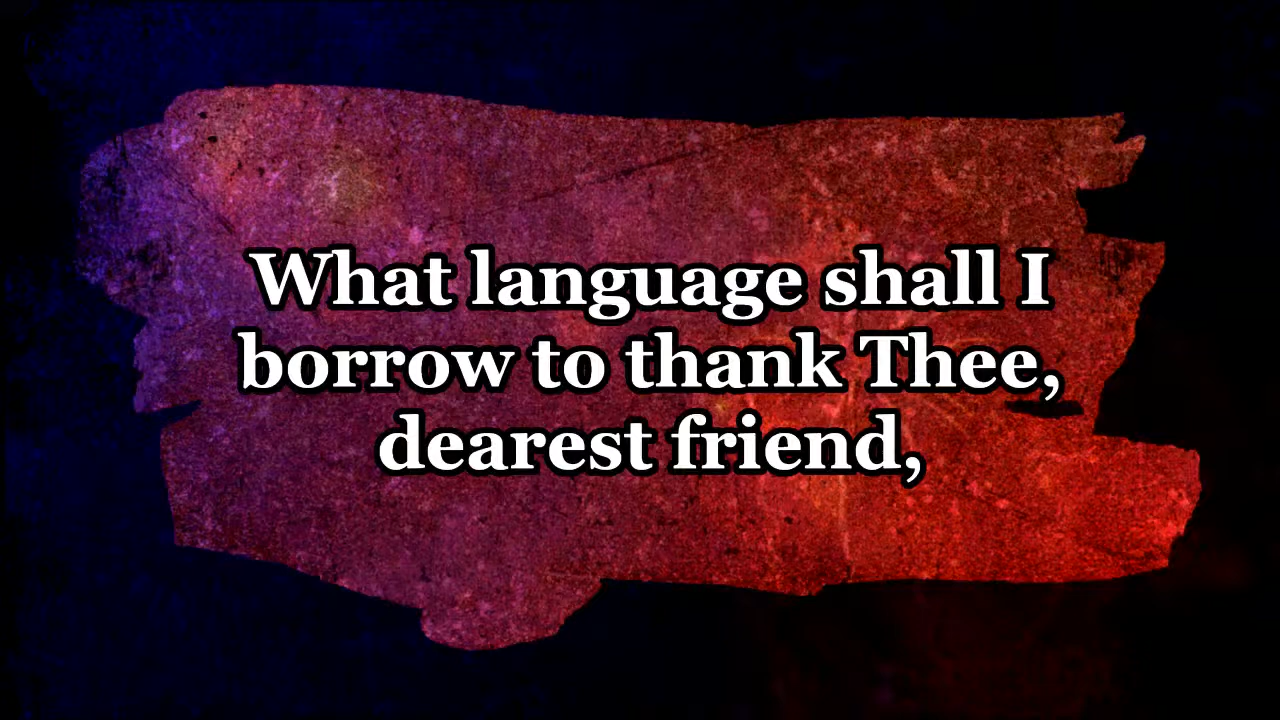 What language shall I
borrow to thank Thee,
dearest friend,